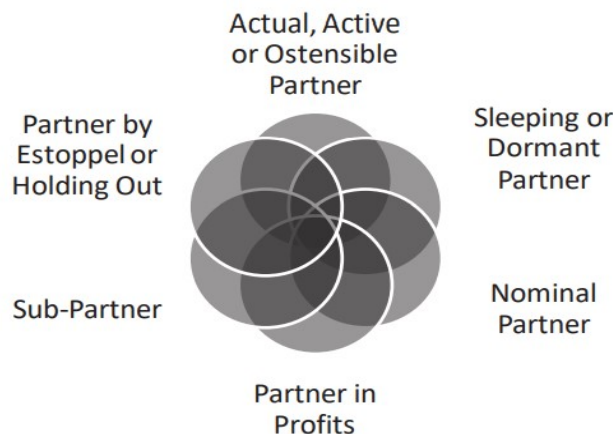 Actual, Active
or Ostensible
Partner
Sleeping or
Dormant
Partner
Nominal
Partner
Partner in
Profits
Sub-Partner
Partner by
Estoppel or
Holding Out